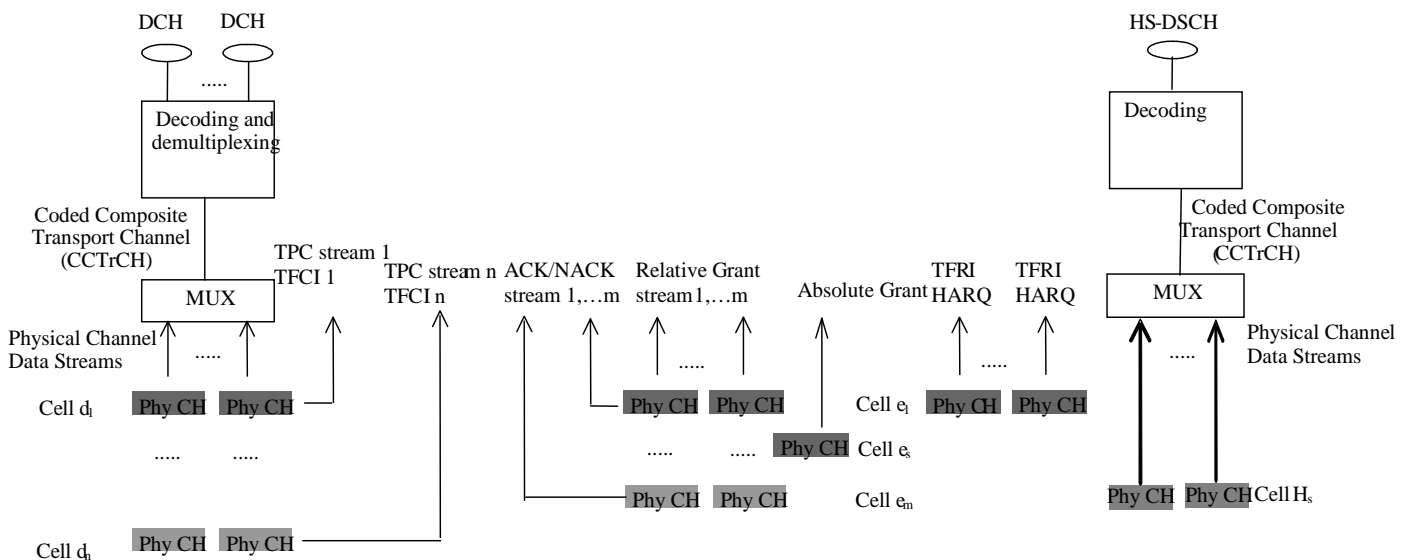 DCH DCH
HS-DSCH
.....
Decoding and
demultiplexing
Decoding
Coded Composite
Transport Channel
(CCTrCH)
Coded Composite
Transport Channel
(CCTrCH)
TPC stream 1
TFCI 1
TPC stream n
TFCI n
ACK/NACK
stream 1,…m
Relative Grant
stream 1,…m
Absolute Grant
TFRI
HARQ
TFRI
HARQ
MUX
MUX
Physical Channel
Data Streams
.....
.....
.....
.....
Physical Channel
Data Streams
Cell d1 Phy CH Phy CH
Phy CH Phy CH Cell e1
Phy CH Phy CH
..... .....
..... ..... Phy CH Cell es
Phy CH Phy CH Cell em
Phy CH Phy CH Cell Hs
Cell dn Phy CH Phy CH